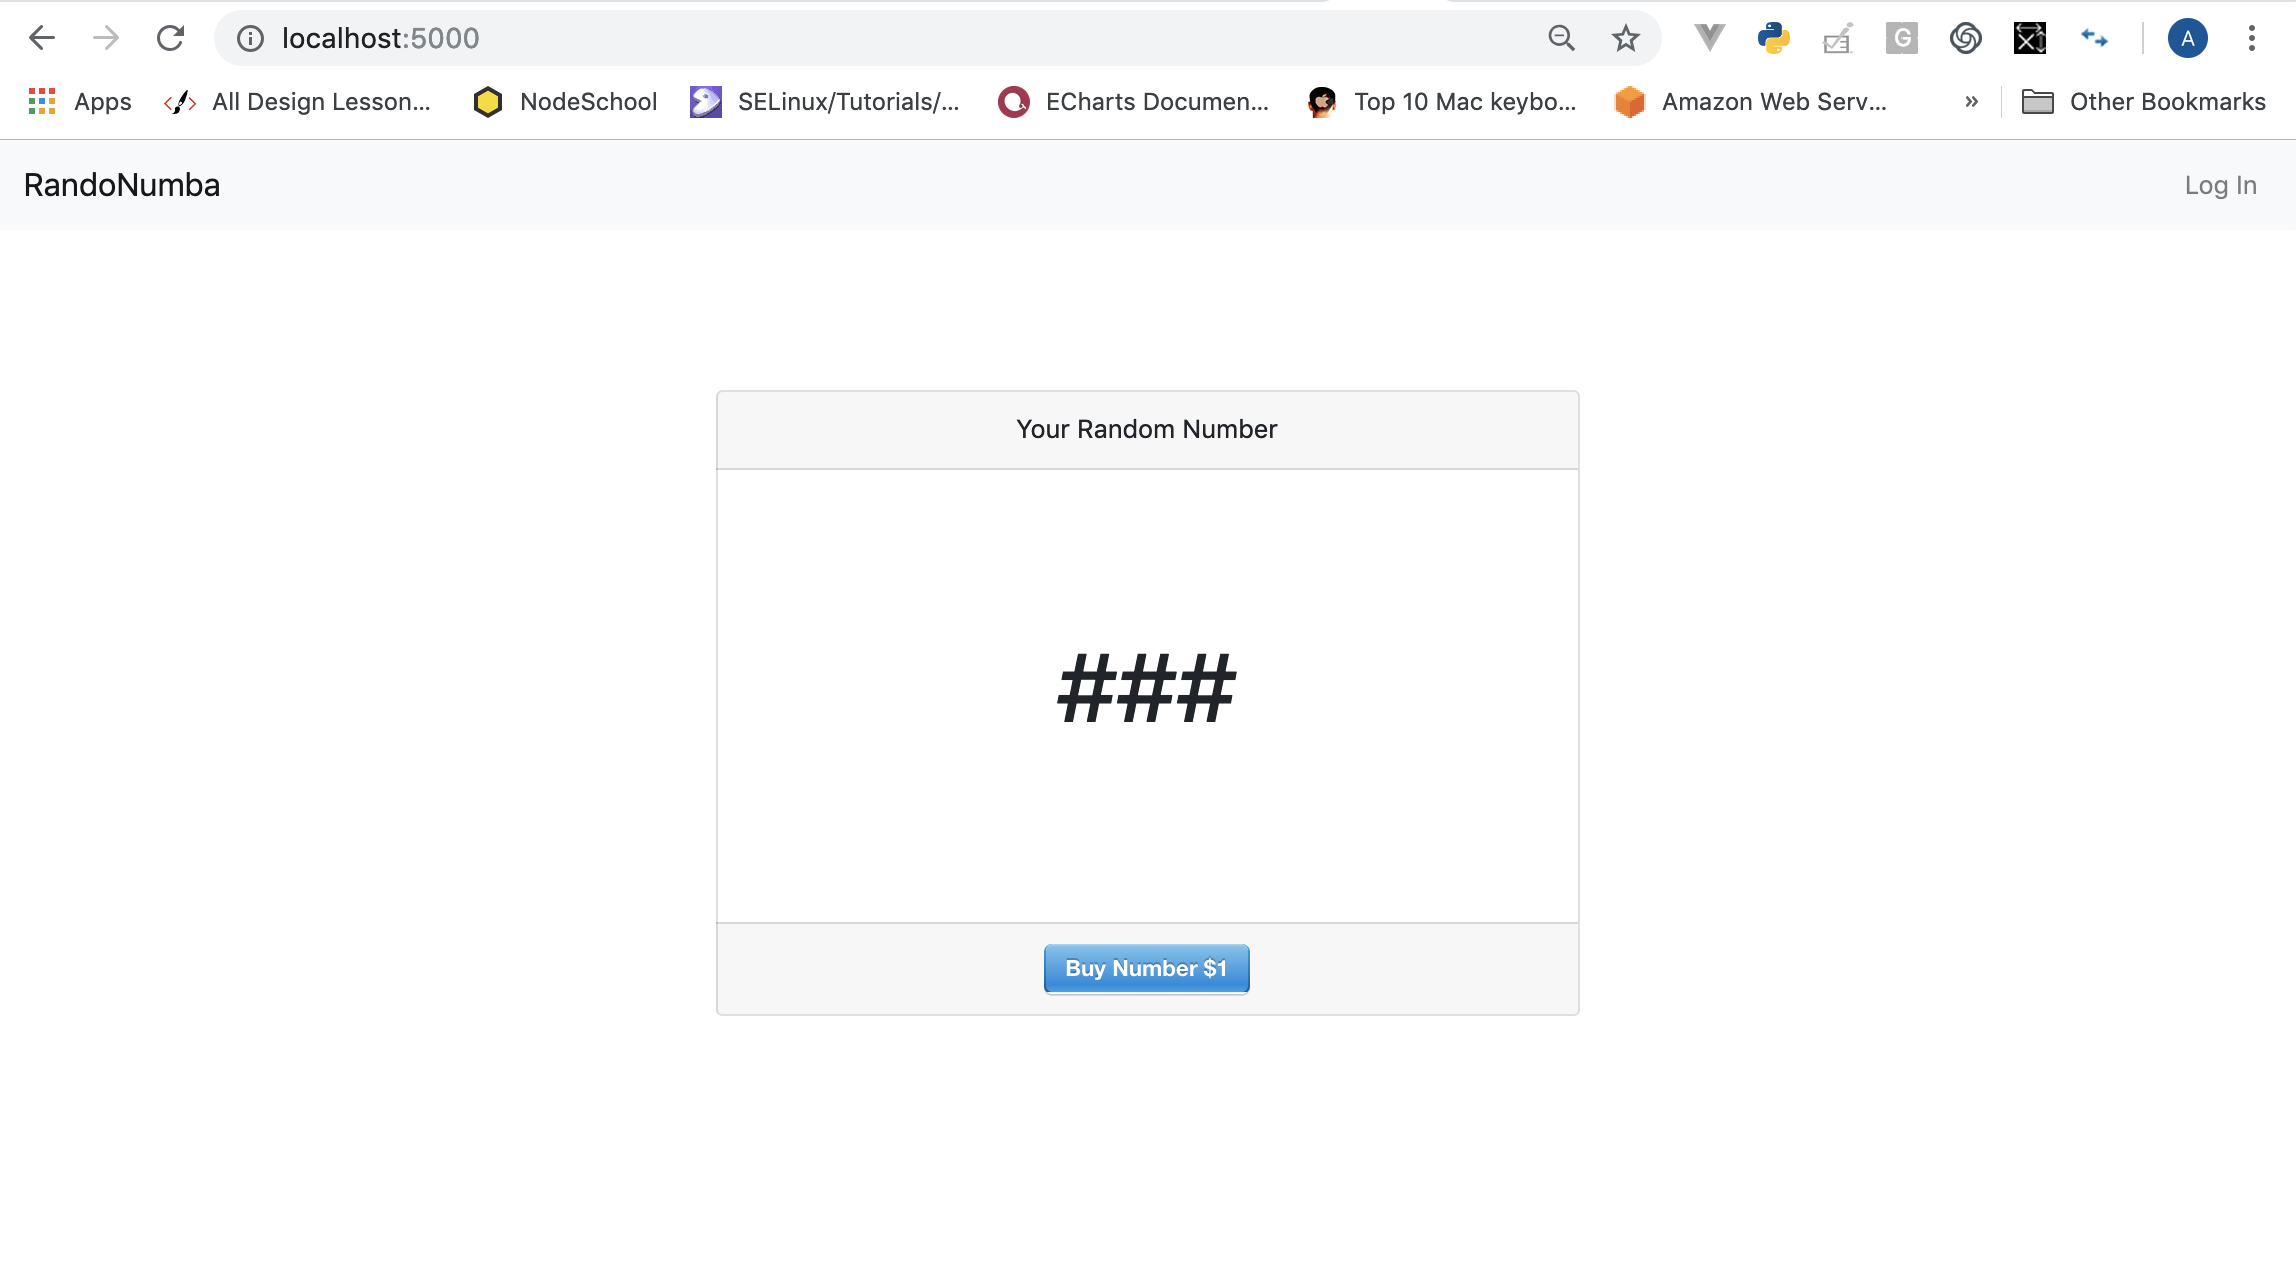 localhost:5000
G
A
Apps
All Design Lesson...
NodeSchool
SELinux/Tutorials/...
ECharts Documen...
Top 10 Mac keybo...
Amazon Web Serv...
»
Other Bookmarks
RandoNumba
Log In
Your Random Number
###
Buy Number $1